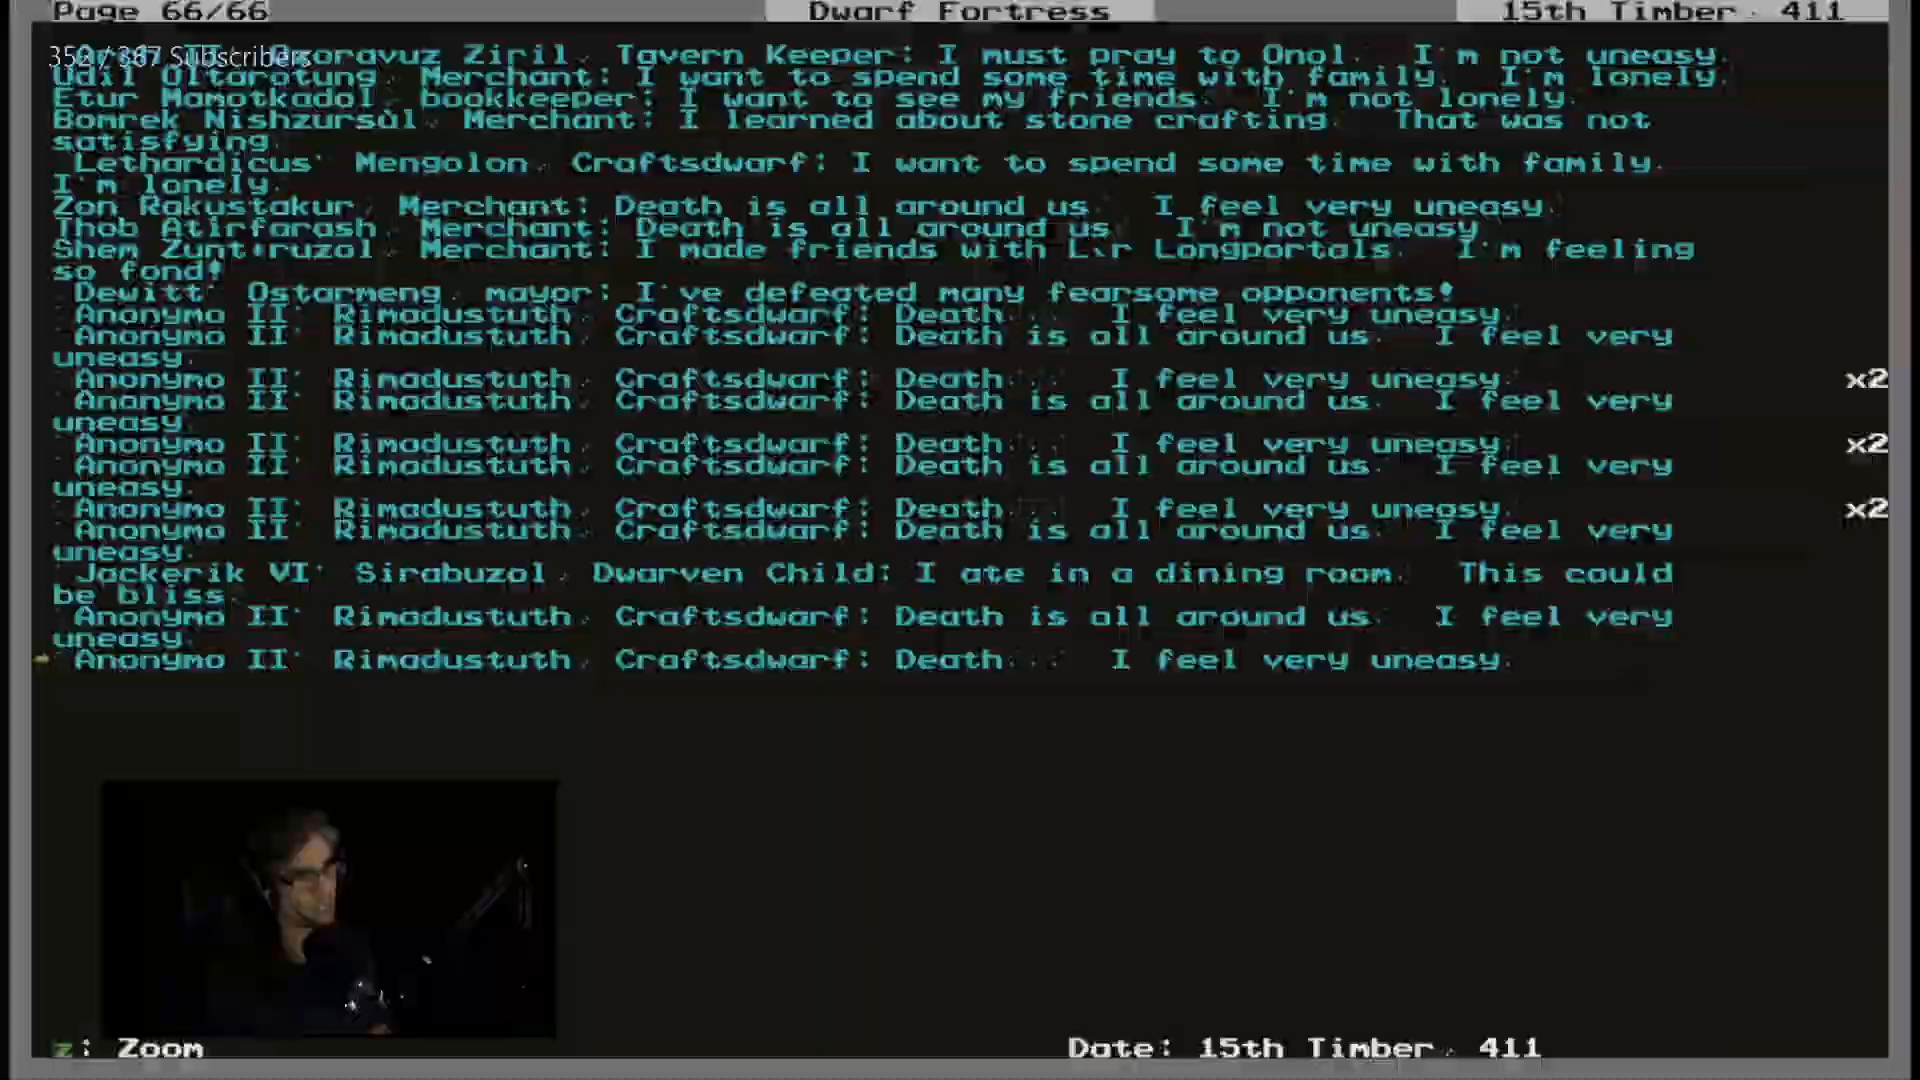 Page 66/66 Dwarf Fortress 15th Timber, 411
352 / 367 Subscribers
Ziril, Tavern Keeper: I must pray to Onol. I'm not uneasy.
Udil Oltaratung, Merchant: I want to spend some time with family. I'm lonely.
Etur Mamotkadol, bookkeeper: I want to see my friends. I'm not lonely.
Bomrek Nishzursùl, Merchant: I learned about stone crafting. That was not
satisfying.
'Lethardicus' Mengolon, Craftsdwarf: I want to spend some time with family.
I'm lonely.
Zon Rakustakur, Merchant: Death is all around us. I feel very uneasy.
Thob Atirfarash, Merchant: Death is all around us. I'm not uneasy.
Shem Merchant: I made friends with Longportals. I'm feeling
so fond!
'Dewitt' Ostarmeng, mayor: I've defeated many fearsome opponents!
'Anonymo II' Rimadustuth, Craftsdwarf: Death... I feel very uneasy.
'Anonymo II' Rimadustuth, Craftsdwarf: Death is all around us. I feel very
uneasy.
'Anonymo II' Rimadustuth, Craftsdwarf: Death... I feel very uneasy. x2
'Anonymo II' Rimadustuth, Craftsdwarf: Death is all around us. I feel very
uneasy.
'Anonymo II' Rimadustuth, Craftsdwarf: Death... I feel very uneasy. x2
'Anonymo II' Rimadustuth, Craftsdwarf: Death is all around us. I feel very
uneasy.
'Anonymo II' Rimadustuth, Craftsdwarf: Death... I feel very uneasy. x2
'Anonymo II' Rimadustuth, Craftsdwarf: Death is all around us. I feel very
uneasy.
'Jackerik VI' Sirabuzol, Dwarven Child: I ate in a dining room. This could
be bliss.
'Anonymo II' Rimadustuth, Craftsdwarf: Death is all around us. I feel very
uneasy.
'Anonymo II' Rimadustuth, Craftsdwarf: Death... I feel very uneasy.
z: Zoom Date: 15th Timber, 411